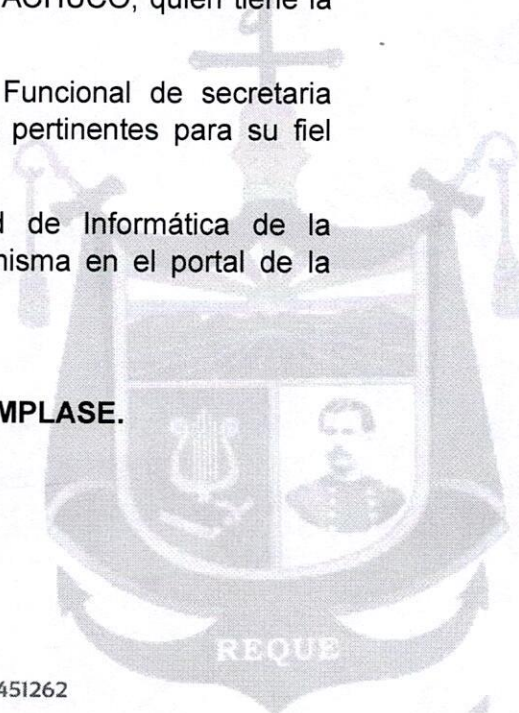 ACHUCO, quien tiene la
Funcional de secretaria
pertinentes para su fiel
d de Informática de la
nisma en el portal de la
MPLASE.
REQUE
451262